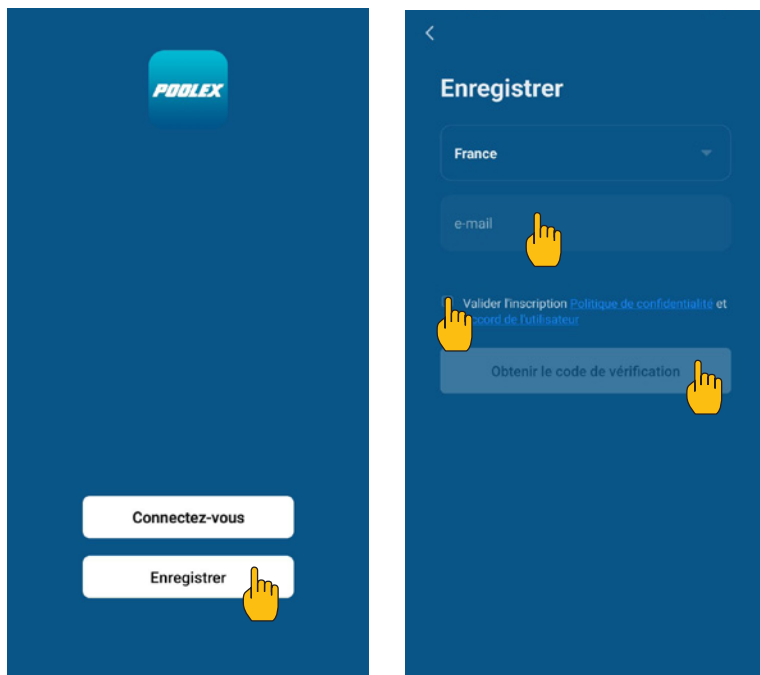 POOLEX
Connectez-vous
Enregistrer
Enregistrer
France
e-mail
Valider l'inscription Politique de confidentialité et
Accord de l'utilisateur
Obtenir le code de vérification